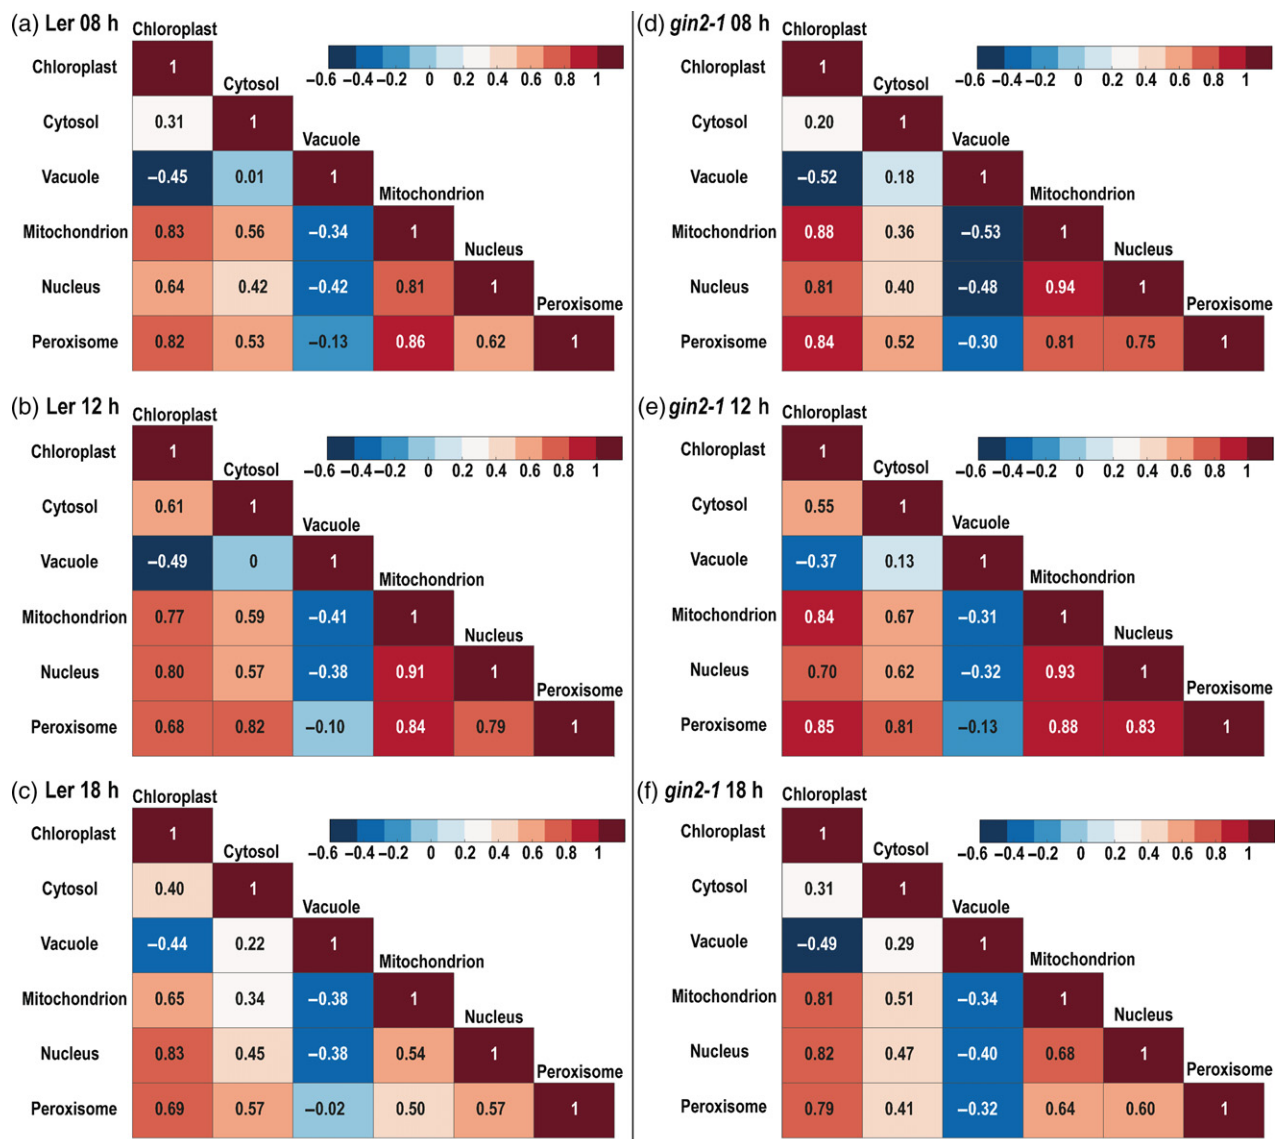 (a) Ler 08 h
Chloroplast
−0.6 −0.4 −0.2 0 0.2 0.4 0.6 0.8 1
Chloroplast 1
Cytosol
Cytosol 0.31 1
Vacuole
Vacuole −0.45 0.01 1
Mitochondrion
Mitochondrion 0.83 0.56 −0.34 1
Nucleus
Nucleus 0.64 0.42 −0.42 0.81 1
Peroxisome
Peroxisome 0.82 0.53 −0.13 0.86 0.62 1
(b) Ler 12 h
Chloroplast
−0.6 −0.4 −0.2 0 0.2 0.4 0.6 0.8 1
Chloroplast 1
Cytosol
Cytosol 0.61 1
Vacuole
Vacuole −0.49 0 1
Mitochondrion
Mitochondrion 0.77 0.59 −0.41 1
Nucleus
Nucleus 0.80 0.57 −0.38 0.91 1
Peroxisome
Peroxisome 0.68 0.82 −0.10 0.84 0.79 1
(c) Ler 18 h
Chloroplast
−0.6 −0.4 −0.2 0 0.2 0.4 0.6 0.8 1
Chloroplast 1
Cytosol
Cytosol 0.40 1
Vacuole
Vacuole −0.44 0.22 1
Mitochondrion
Mitochondrion 0.65 0.34 −0.38 1
Nucleus
Nucleus 0.83 0.45 −0.38 0.54 1
Peroxisome
Peroxisome 0.69 0.57 −0.02 0.50 0.57 1
(d) gin2-1 08 h
Chloroplast
−0.6 −0.4 −0.2 0 0.2 0.4 0.6 0.8 1
Chloroplast 1
Cytosol
Cytosol 0.20 1
Vacuole
Vacuole −0.52 0.18 1
Mitochondrion
Mitochondrion 0.88 0.36 −0.53 1
Nucleus
Nucleus 0.81 0.40 −0.48 0.94 1
Peroxisome
Peroxisome 0.84 0.52 −0.30 0.81 0.75 1
(e) gin2-1 12 h
Chloroplast
−0.6 −0.4 −0.2 0 0.2 0.4 0.6 0.8 1
Chloroplast 1
Cytosol
Cytosol 0.55 1
Vacuole
Vacuole −0.37 0.13 1
Mitochondrion
Mitochondrion 0.84 0.67 −0.31 1
Nucleus
Nucleus 0.70 0.62 −0.32 0.93 1
Peroxisome
Peroxisome 0.85 0.81 −0.13 0.88 0.83 1
(f) gin2-1 18 h
Chloroplast
−0.6 −0.4 −0.2 0 0.2 0.4 0.6 0.8 1
Chloroplast 1
Cytosol
Cytosol 0.31 1
Vacuole
Vacuole −0.49 0.29 1
Mitochondrion
Mitochondrion 0.81 0.51 −0.34 1
Nucleus
Nucleus 0.82 0.47 −0.40 0.68 1
Peroxisome
Peroxisome 0.79 0.41 −0.32 0.64 0.60 1